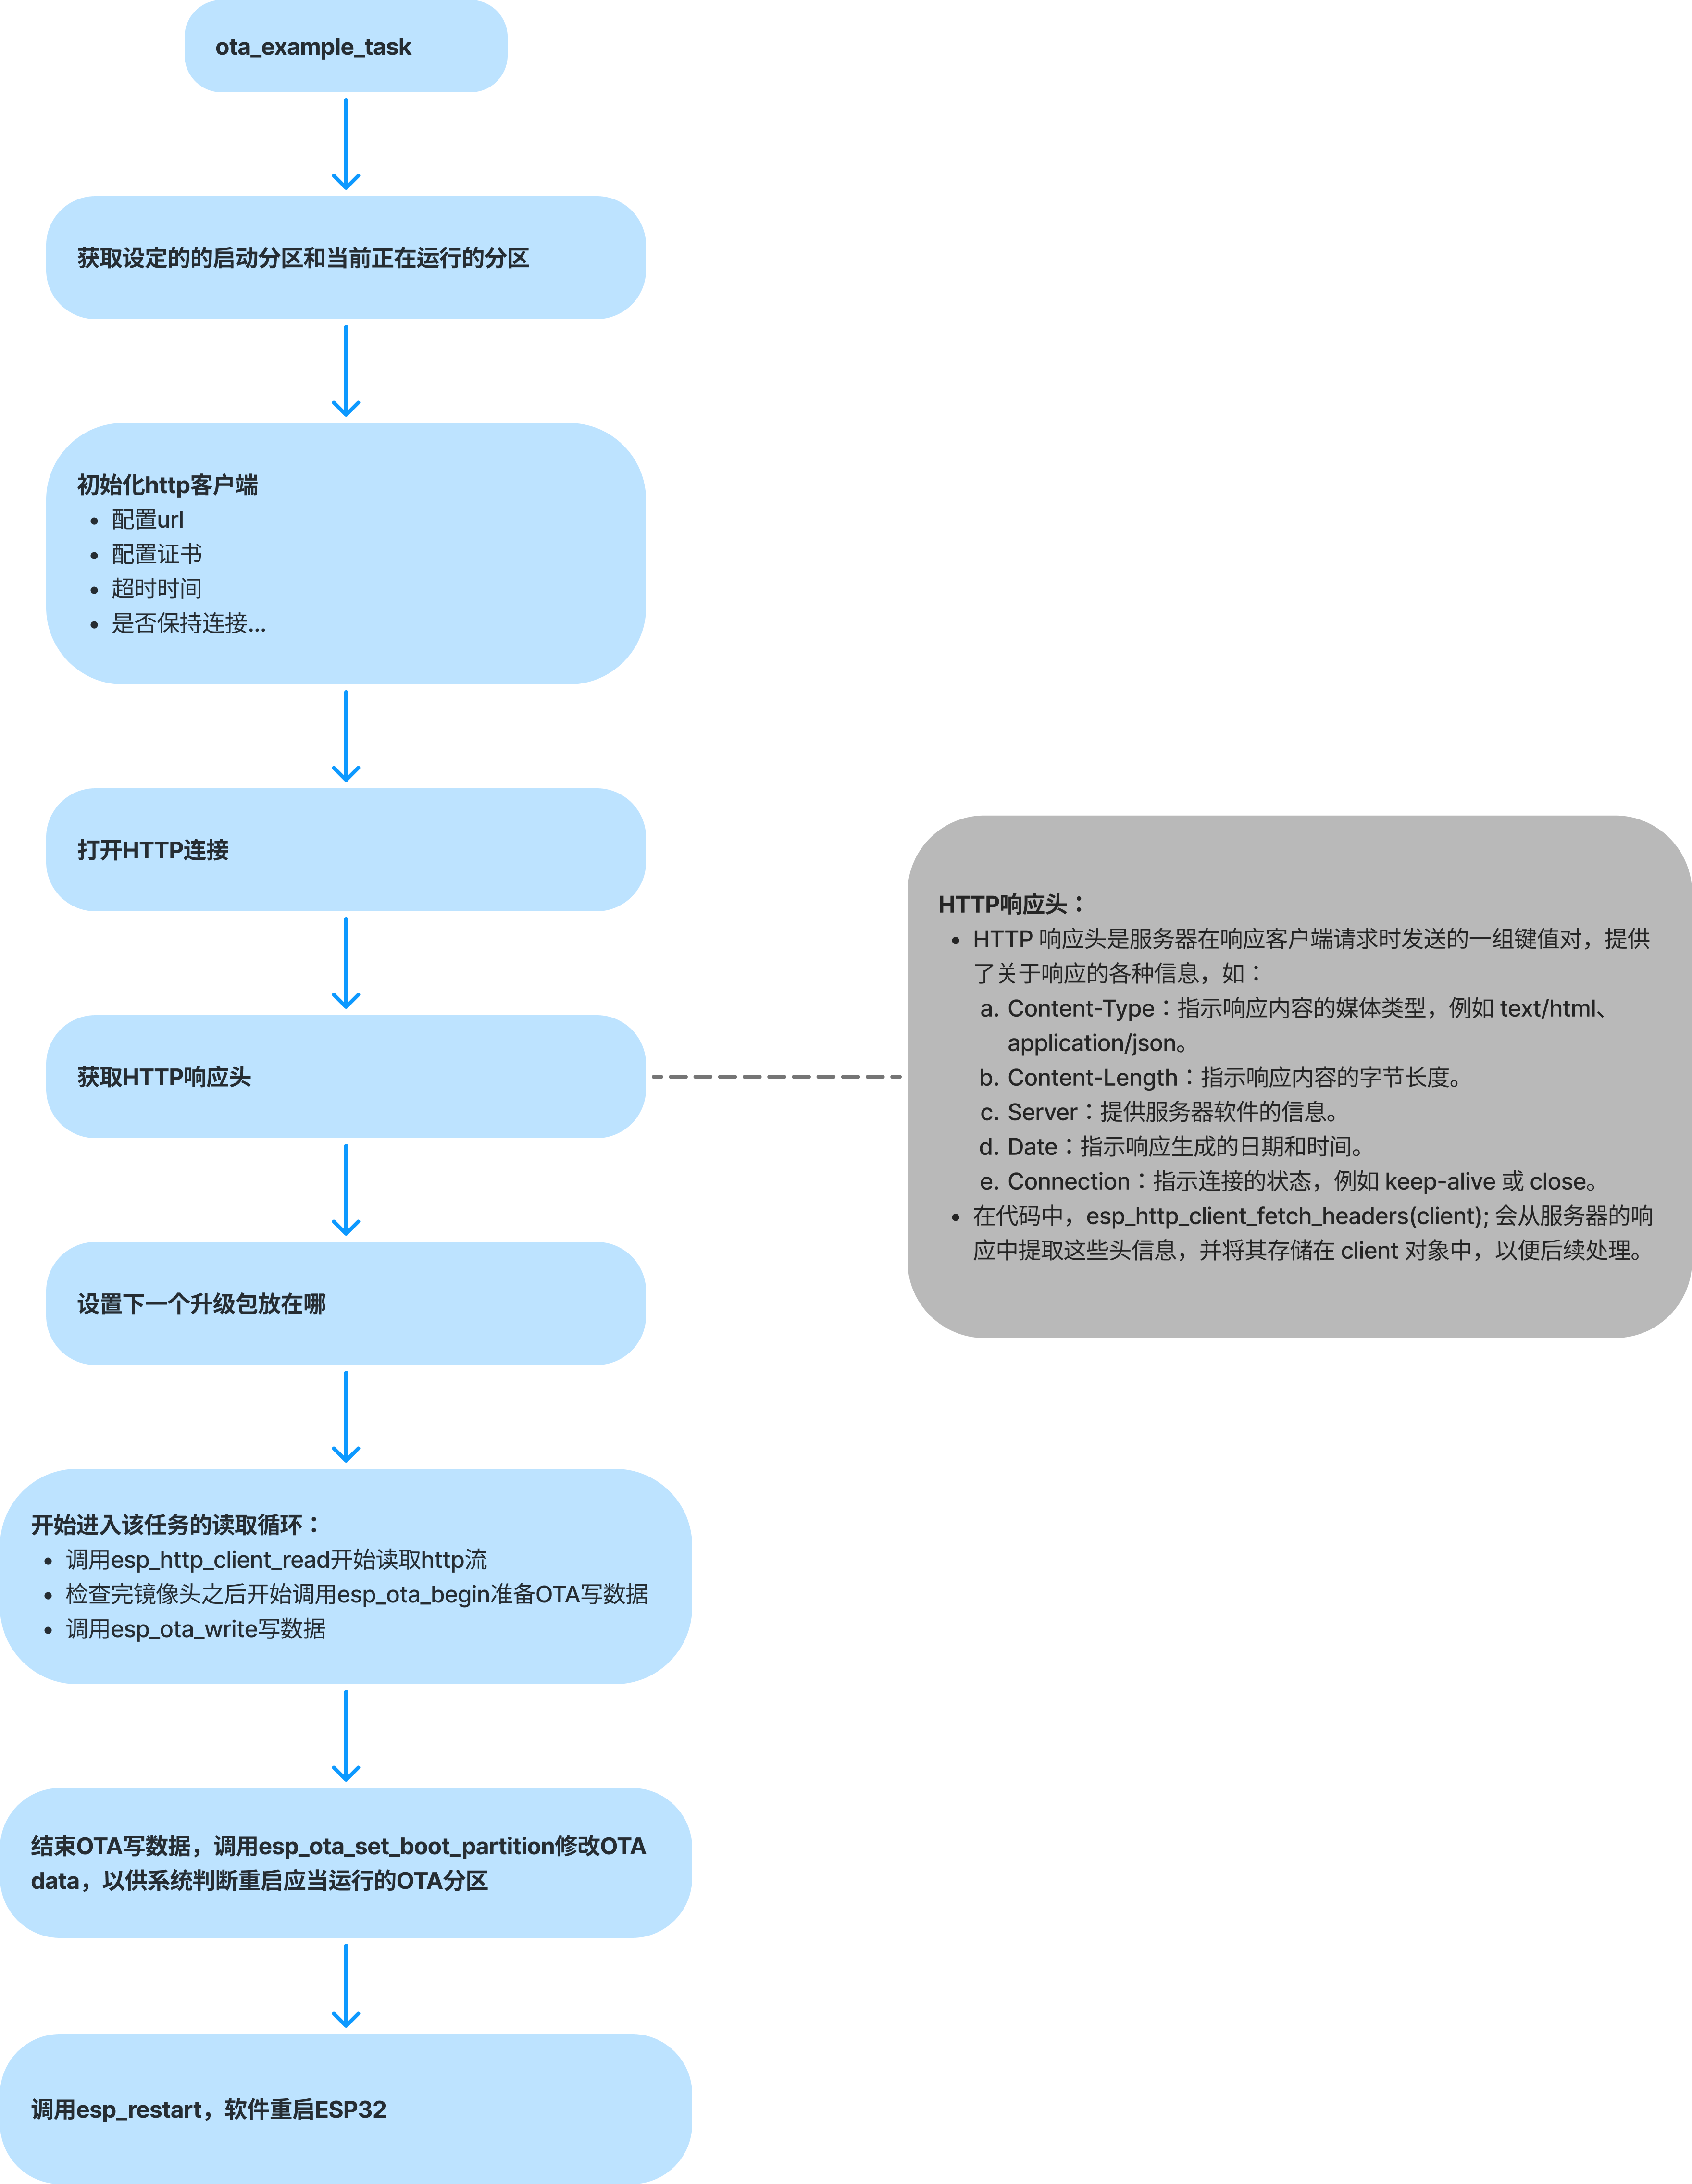 ota_example_task
获取设定的的启动分区和当前正在运行的分区
初始化http客户端
• 配置url
• 配置证书
• 超时时间
• 是否保持连接...
打开HTTP连接
获取HTTP响应头
HTTP响应头：
• HTTP 响应头是服务器在响应客户端请求时发送的一组键值对，提供
了关于响应的各种信息，如：
a. Content-Type：指示响应内容的媒体类型，例如 text/html、
application/json。
b. Content-Length：指示响应内容的字节长度。
c. Server：提供服务器软件的信息。
d. Date：指示响应生成的日期和时间。
e. Connection：指示连接的状态，例如 keep-alive 或 close。
• 在代码中，esp_http_client_fetch_headers(client); 会从服务器的响
应中提取这些头信息，并将其存储在 client 对象中，以便后续处理。
设置下一个升级包放在哪
开始进入该任务的读取循环：
• 调用esp_http_client_read开始读取http流
• 检查完镜像头之后开始调用esp_ota_begin准备OTA写数据
• 调用esp_ota_write写数据
结束OTA写数据，调用esp_ota_set_boot_partition修改OTA
data，以供系统判断重启应当运行的OTA分区
调用esp_restart，软件重启ESP32